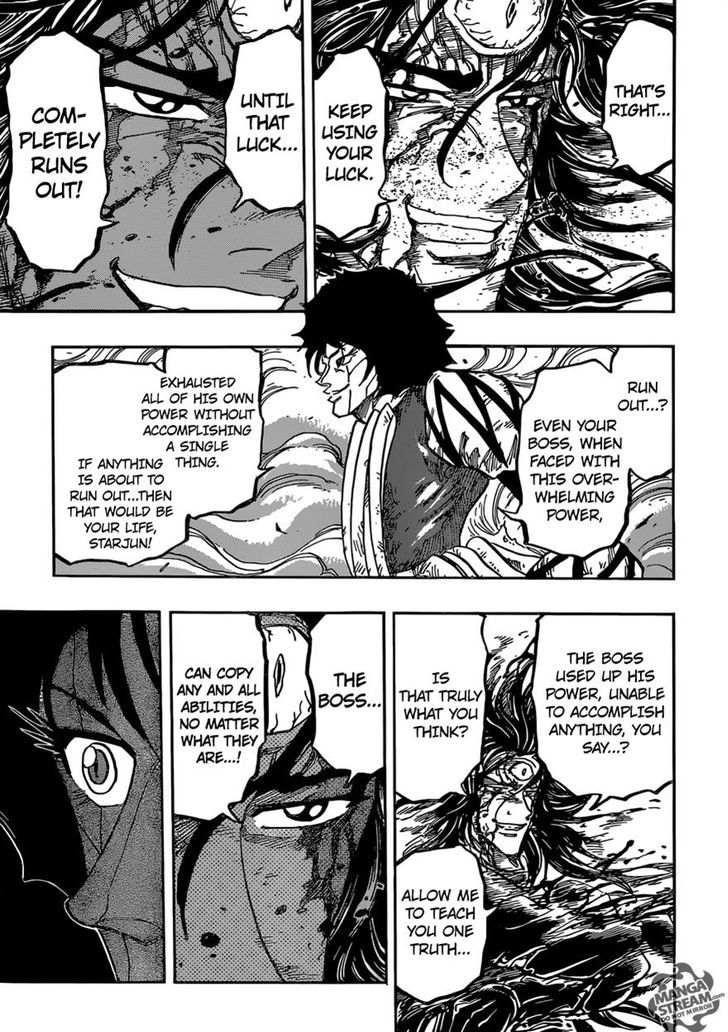 THAT'S
RIGHT...
KEEP
USING
YOUR
LUCK.
UNTIL
THAT
LUCK...
COM-
PLETELY
RUNS
OUT!
RUN
OUT...?
EVEN YOUR
BOSS, WHEN
FACED WITH
THIS OVER-
WHELMING
POWER,
EXHAUSTED
ALL OF HIS OWN
POWER WITHOUT
ACCOMPLISHING
A SINGLE
THING.
IF ANYTHING
IS ABOUT TO
RUN OUT...THEN
THAT WOULD BE
YOUR LIFE,
STARJUN!
THE BOSS
USED UP HIS
POWER, UNABLE
TO ACCOMPLISH
ANYTHING, YOU
SAY...?
IS
THAT TRULY
WHAT YOU
THINK?
ALLOW ME
TO TEACH
YOU ONE
TRUTH...
THE
BOSS...
CAN COPY
ANY AND ALL
ABILITIES,
NO MATTER
WHAT THEY
ARE...!
MANGA
STREAM.com
DO NOT MIRROR!